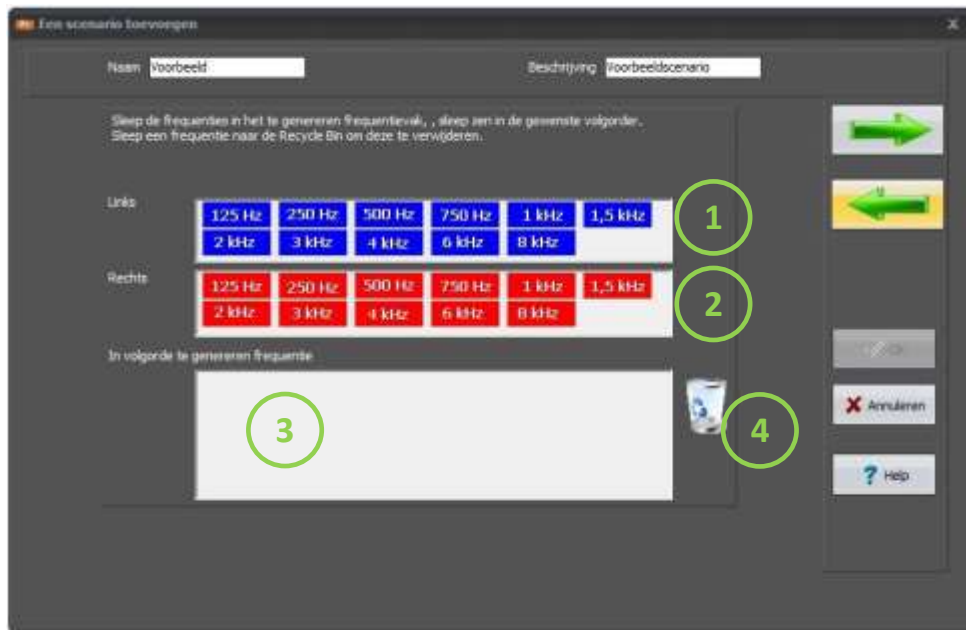 Een scenario toevoegen
Naam Voorbeeld Beschrijving Voorbeeldscenario
Sleep de frequenties in het te genereren frequentievak, , sleep zen in de gewenste volgorder.
Sleep een frequentie naar de Recycle Bin om deze te verwijderen.
Links
125 Hz 250 Hz 500 Hz 750 Hz 1 kHz 1,5 kHz
2 kHz 3 kHz 4 kHz 6 kHz 8 kHz
1
Rechts
125 Hz 250 Hz 500 Hz 750 Hz 1 kHz 1,5 kHz
2 kHz 3 kHz 4 kHz 6 kHz 8 kHz
2
In volgorde te genereren frequentie
3
4
Annuleren
? Help